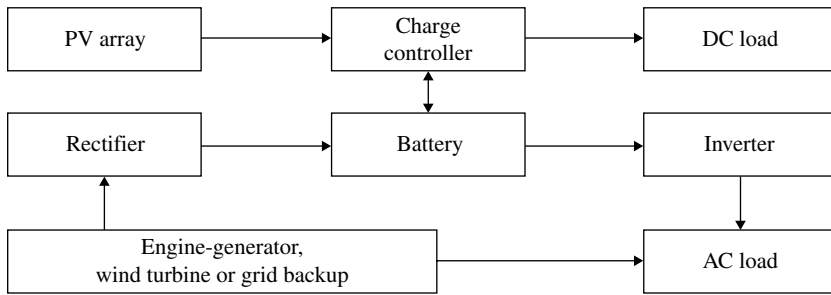 PV array
Charge
controller
DC load
Rectifier
Battery
Inverter
Engine-generator,
wind turbine or grid backup
AC load